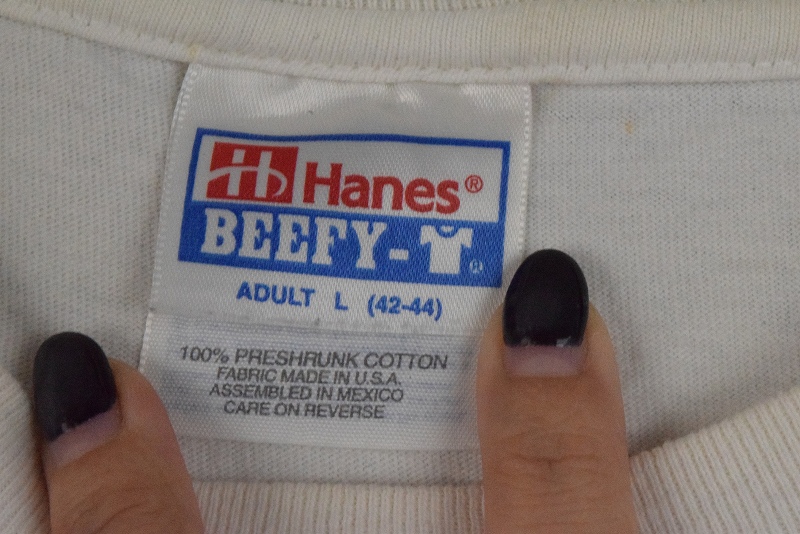 Hanes®
BEEFY-T®
ADULT L (42-44)
100% PRESHRUNK COTTON
FABRIC MADE IN U.S.A.
ASSEMBLED IN MEXICO
CARE ON REVERSE